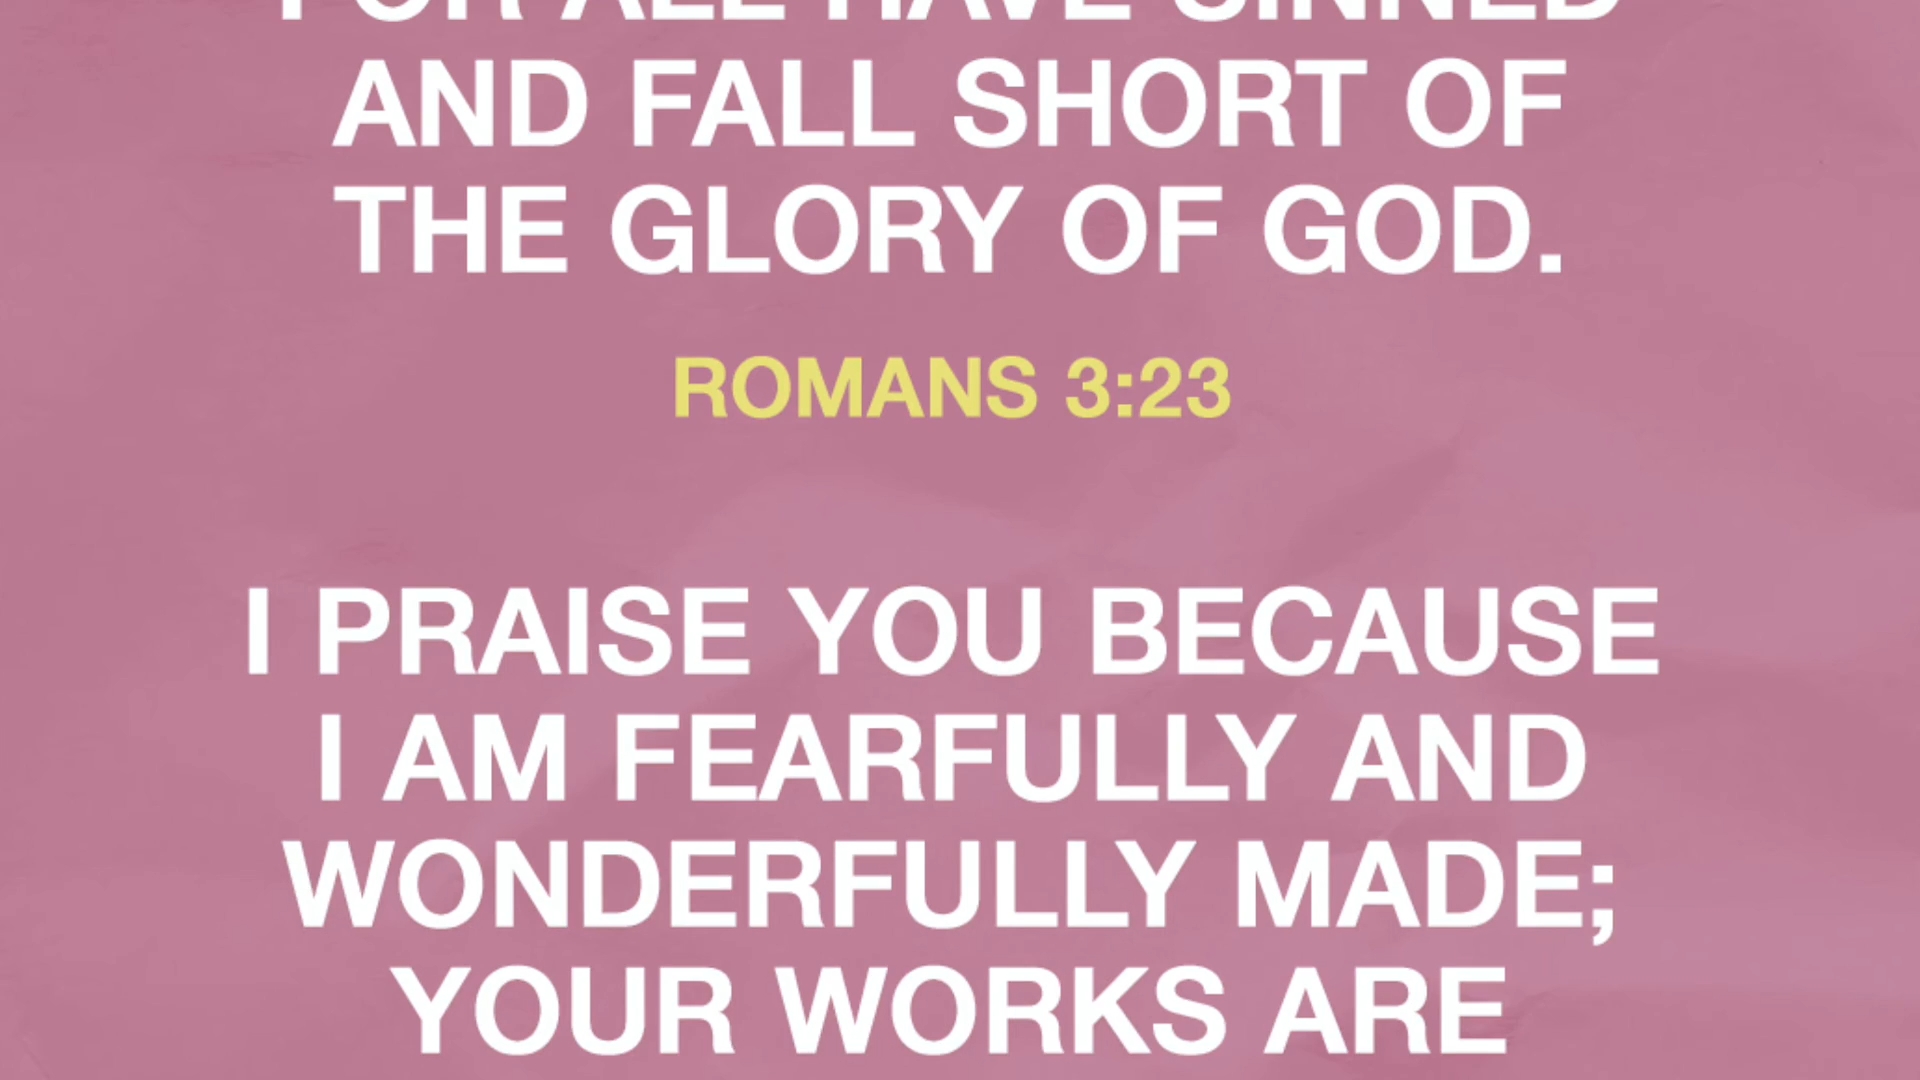 FOR ALL HAVE SINNED
AND FALL SHORT OF
THE GLORY OF GOD.
ROMANS 3:23
I PRAISE YOU BECAUSE
I AM FEARFULLY AND
WONDERFULLY MADE;
YOUR WORKS ARE